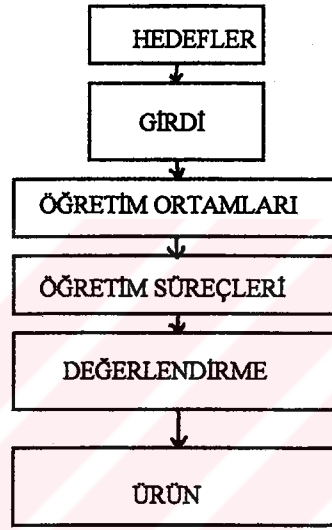 HEDEFLER
GİRDİ
ÖĞRETİM ORTAMLARI
ÖĞRETİM SÜREÇLERİ
DEĞERLENDİRME
ÜRÜN